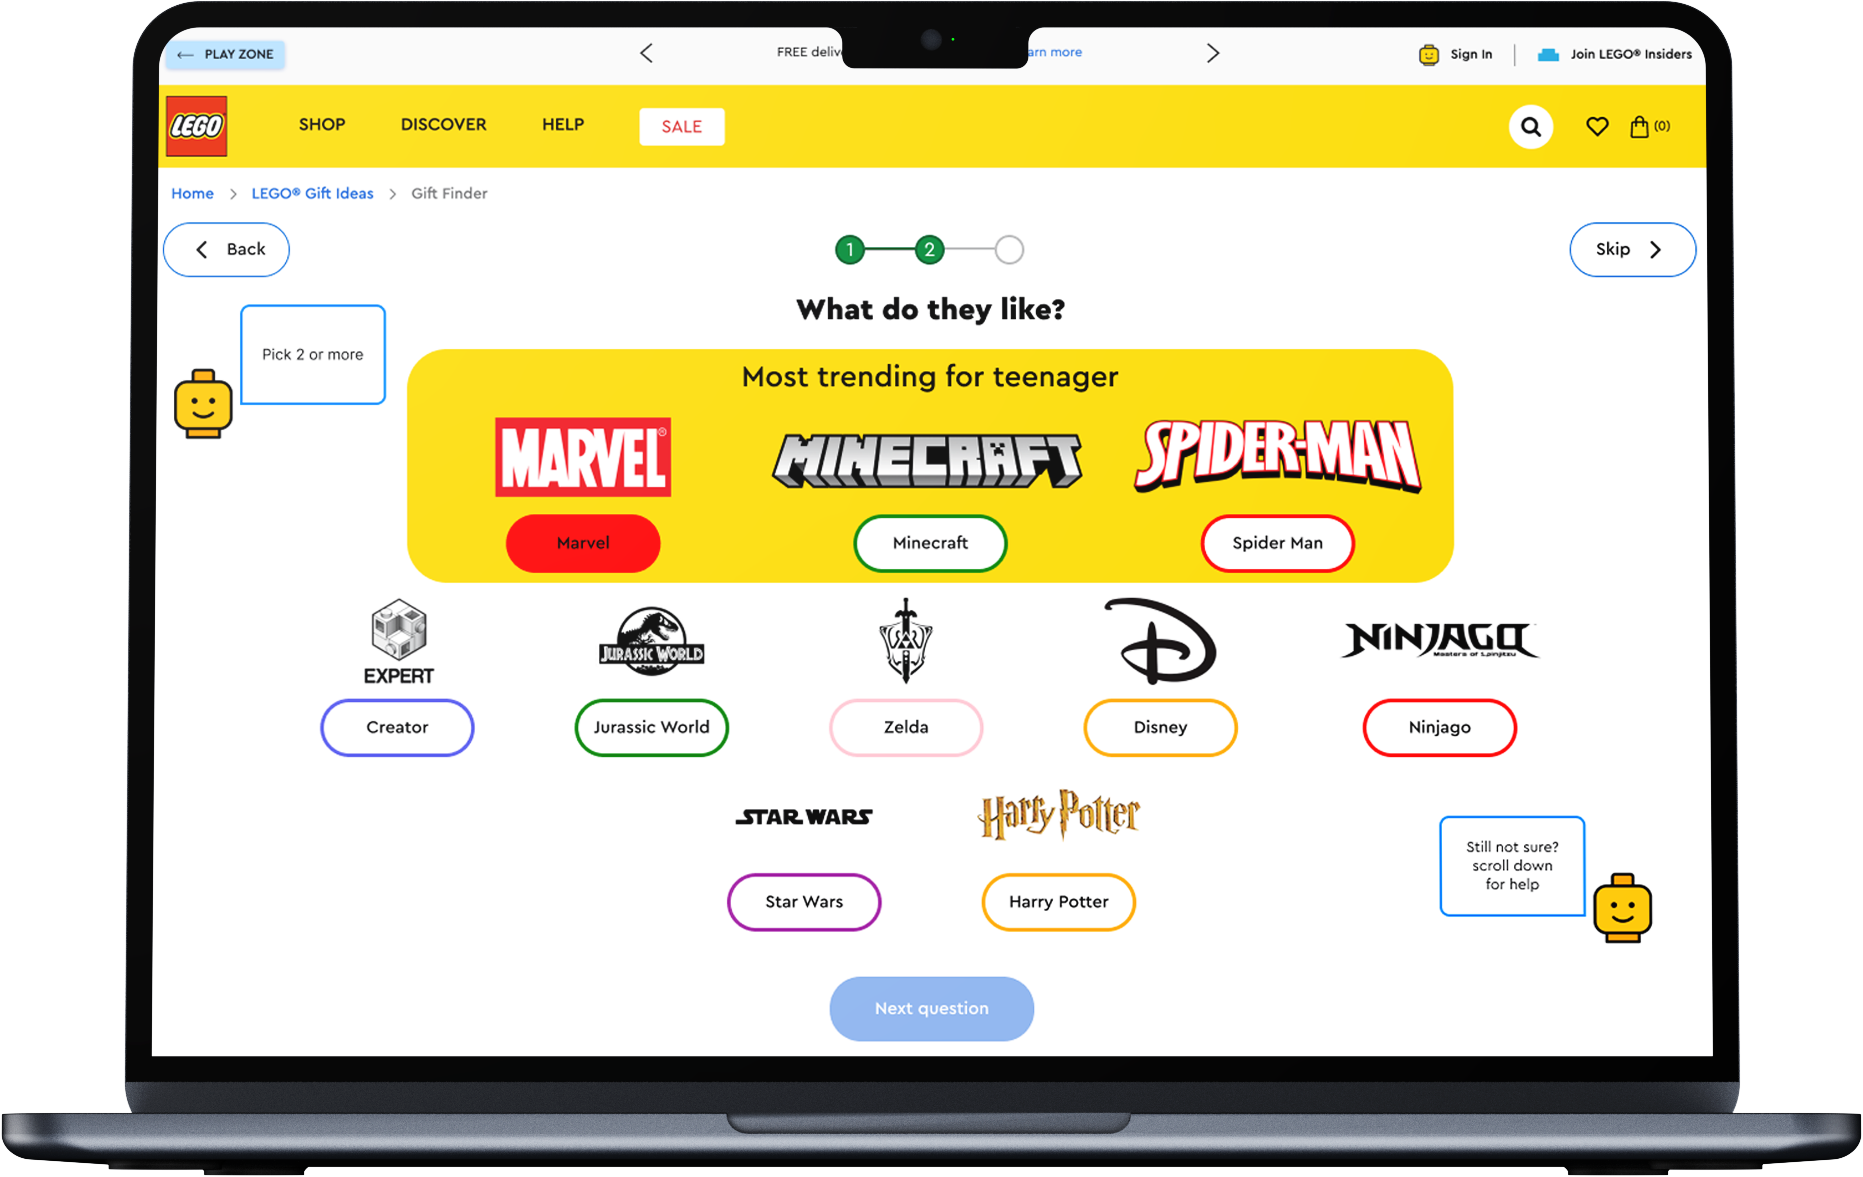 PLAY ZONE
FREE
arn more
Sign In
Join LEGO® Insiders
LEGO
SHOP
DISCOVER
HELP
SALE
(0)
Home > LEGO® Gift Ideas > Gift Finder
Back
1
2
Skip
What do they like?
Pick 2 or more
Most trending for teenager
MARVEL®
MINECRAFT
SPIDER-MAN
Marvel
Minecraft
Spider Man
EXPERT
JURASSIC WORLD
D
NINJAGO
Masters of Spinjitzu
Creator
Jurassic World
Zelda
Disney
Ninjago
STAR WARS
Harry Potter
Star Wars
Harry Potter
Still not sure?
scroll down
for help
Next question